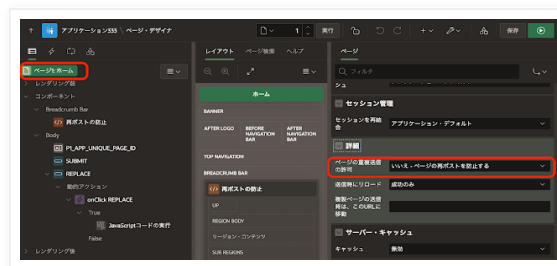 アプリケーション333 \ ページ・デザイナ
1
実行
保存
レイアウト
ページ検索
ヘルプ
ページ
ページ1: ホーム
フィルタ
レンダリング前
コンポーネント
Breadcrumb Bar
再ポストの防止
Body
P1_APP_UNIQUE_PAGE_ID
SUBMIT
REPLACE
動的アクション
onClick REPLACE
True
JavaScriptコードの実行
False
レンダリング後
ホーム
BANNER
AFTER LOGO
BEFORE NAVIGATION BAR
AFTER NAVIGATION BAR
TOP NAVIGATION
BREADCRUMB BAR
再ポストの防止
UP
REGION BODY
リージョン・コンテンツ
SUB REGIONS
シュ
セッション管理
セッションを再結合
アプリケーション・デフォルト
詳細
ページの重複送信の許可
いいえ - ページの再ポストを防止する
送信時にリロード
成功のみ
複製ページの送信時は、このURLに移動
サーバー・キャッシュ
キャッシュ
無効